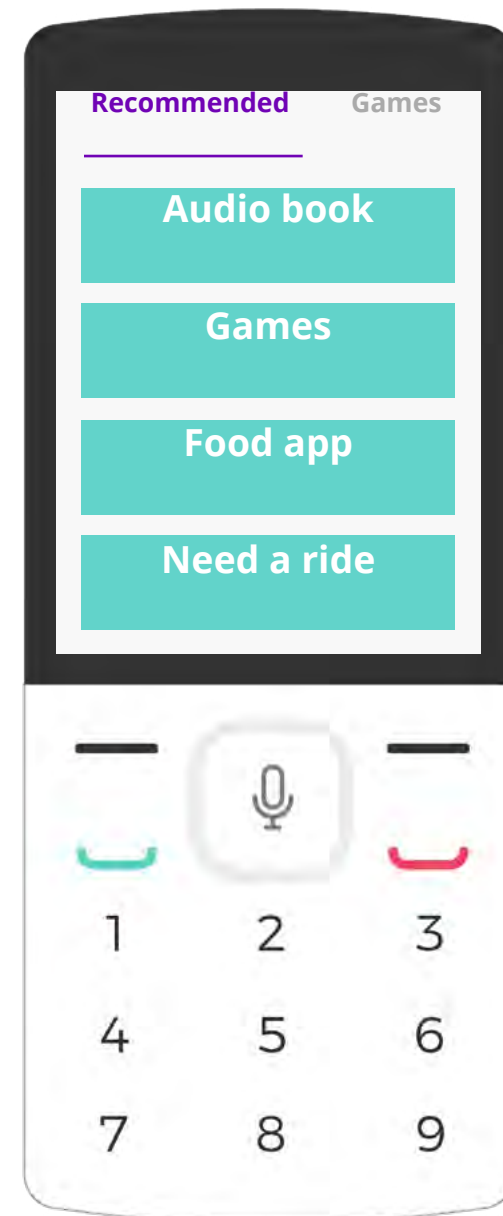 Recommended Games
Audio book
Games
Food app
Need a ride
1 2 3
4 5 6
7 8 9